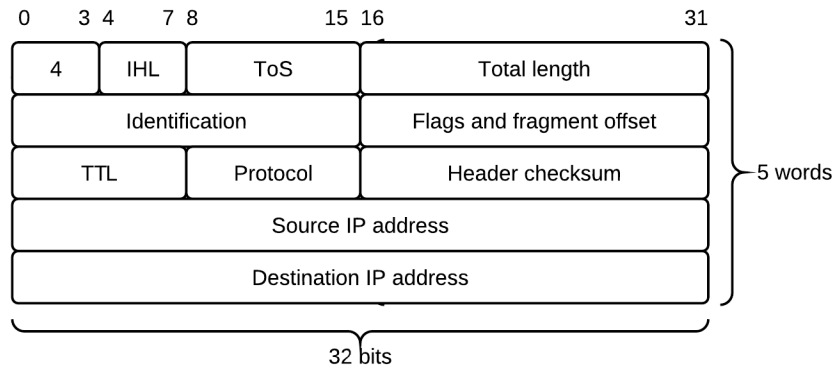 0 3 4 7 8 15 16 31
4 IHL ToS Total length
Identification Flags and fragment offset
TTL Protocol Header checksum
5 words
Source IP address
Destination IP address
32 bits